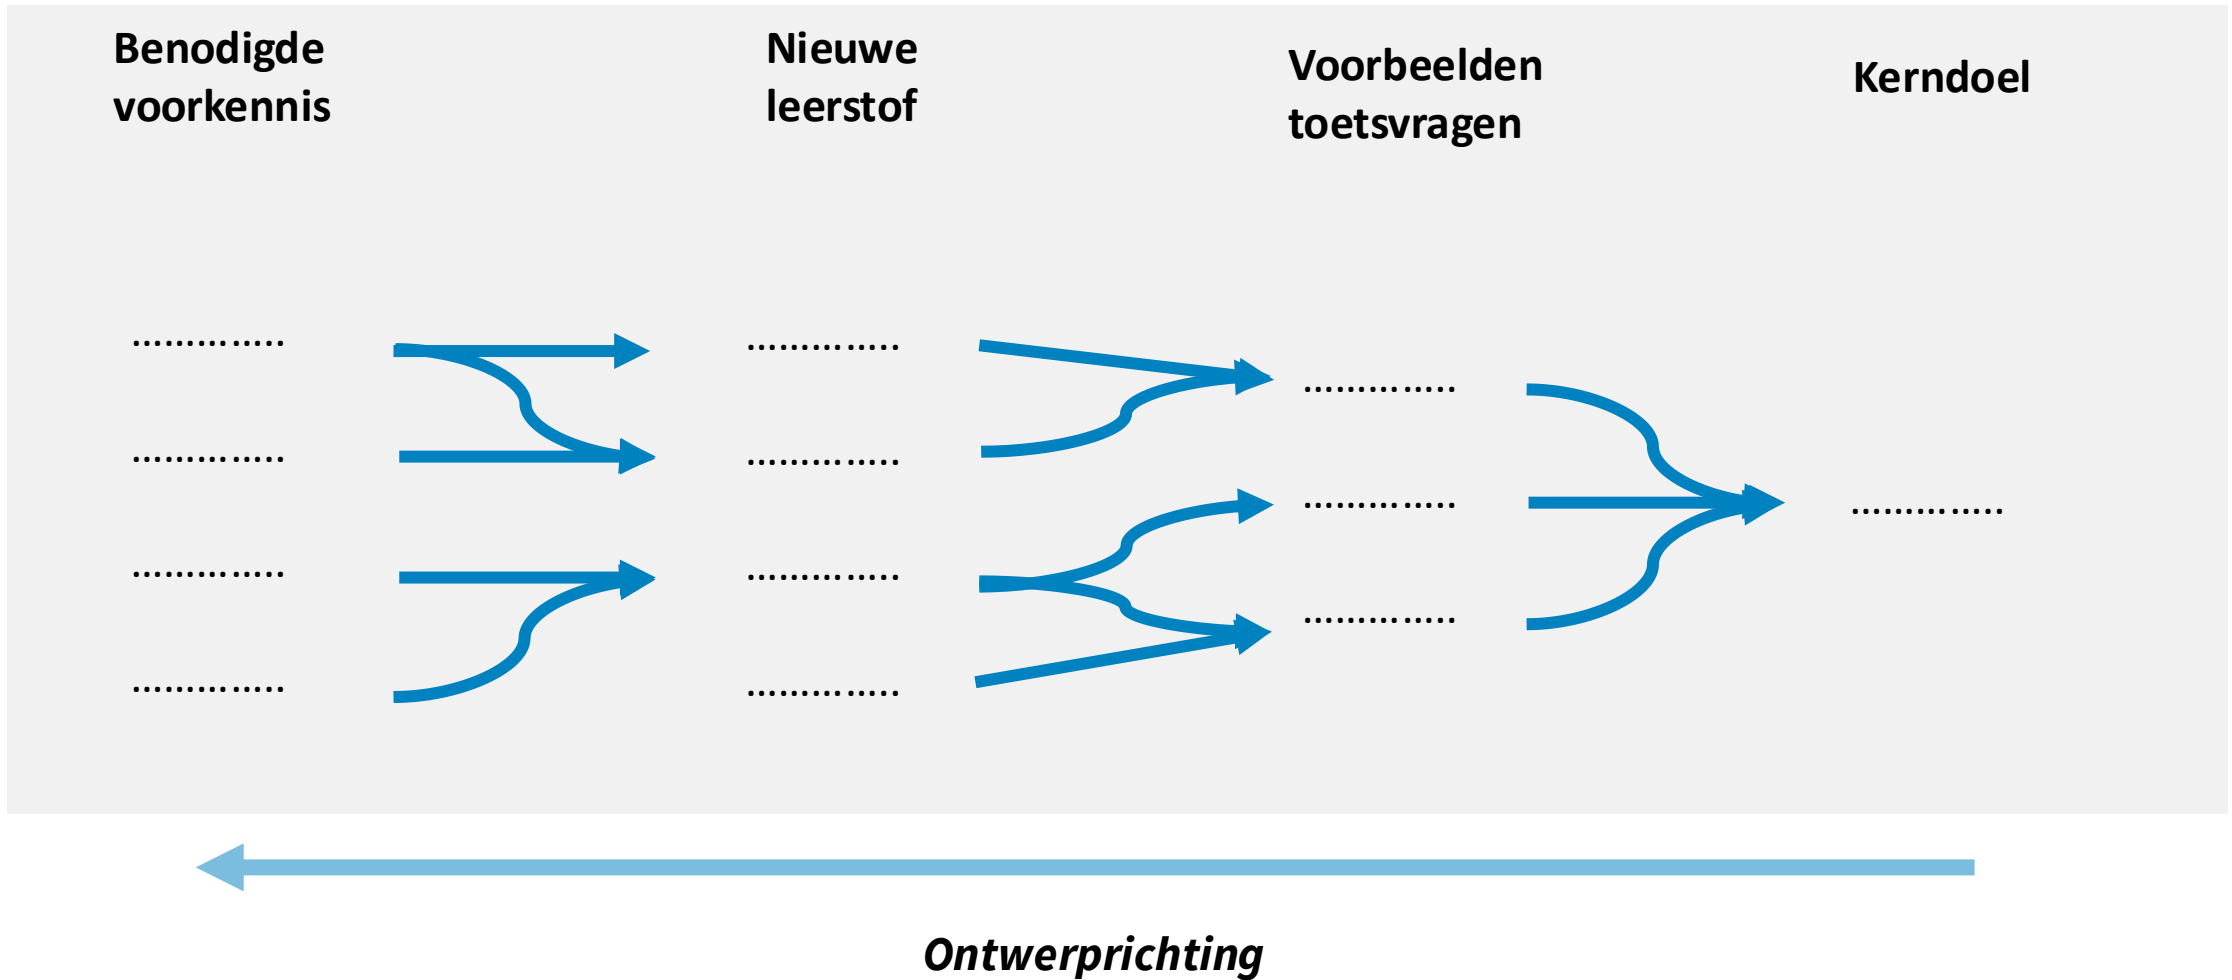 Benodigde
voorkennis
Nieuwe
leerstof
Voorbeelden
toetsvragen
Kerndoel
…………..
…………..
…………..
…………..
…………..
…………..
…………..
…………..
…………..
…………..
…………..
…………..
Ontwerprichting